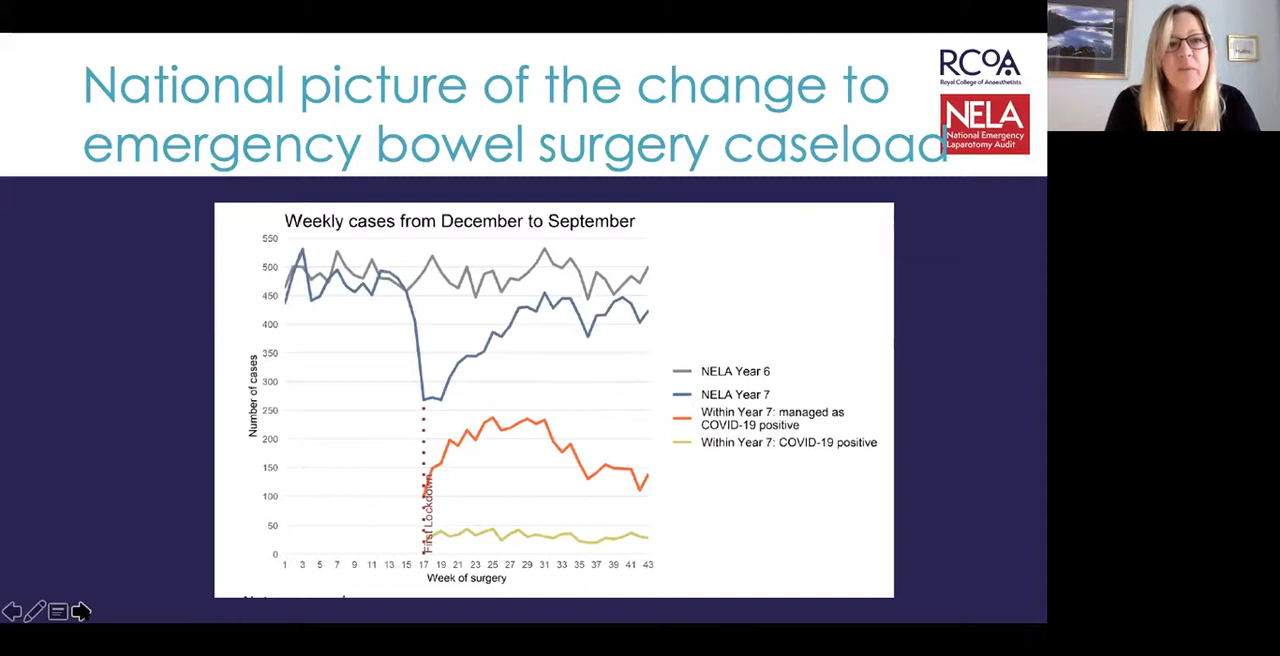 National picture of the change to
emergency bowel surgery caseload
RCOA
Royal College of Anaesthetists
NELA
National Emergency
Laparotomy Audit
Weekly cases from December to September
550
500
450
400
350
300
250
200
150
100
50
0
Number of cases
First Lockdown
1 3 5 7 9 11 13 15 17 19 21 23 25 27 29 31 33 35 37 39 41 43
Week of surgery
NELA Year 6
NELA Year 7
Within Year 7: managed as
COVID-19 positive
Within Year 7: COVID-19 positive